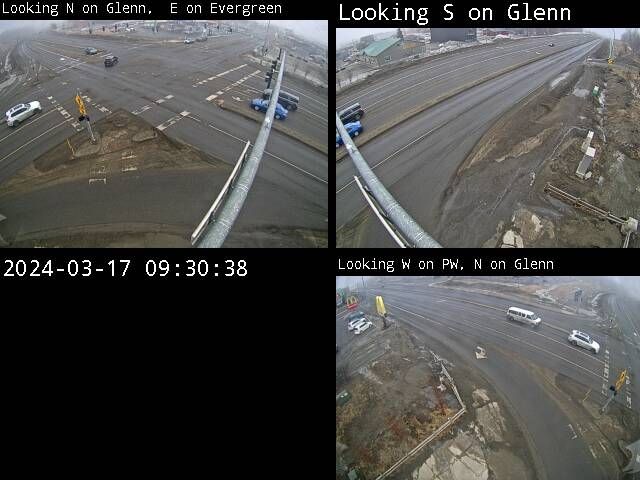 Looking N on Glenn,  E on Evergreen
Looking S on Glenn
2024-03-17 09:30:38
Looking W on PW, N on Glenn